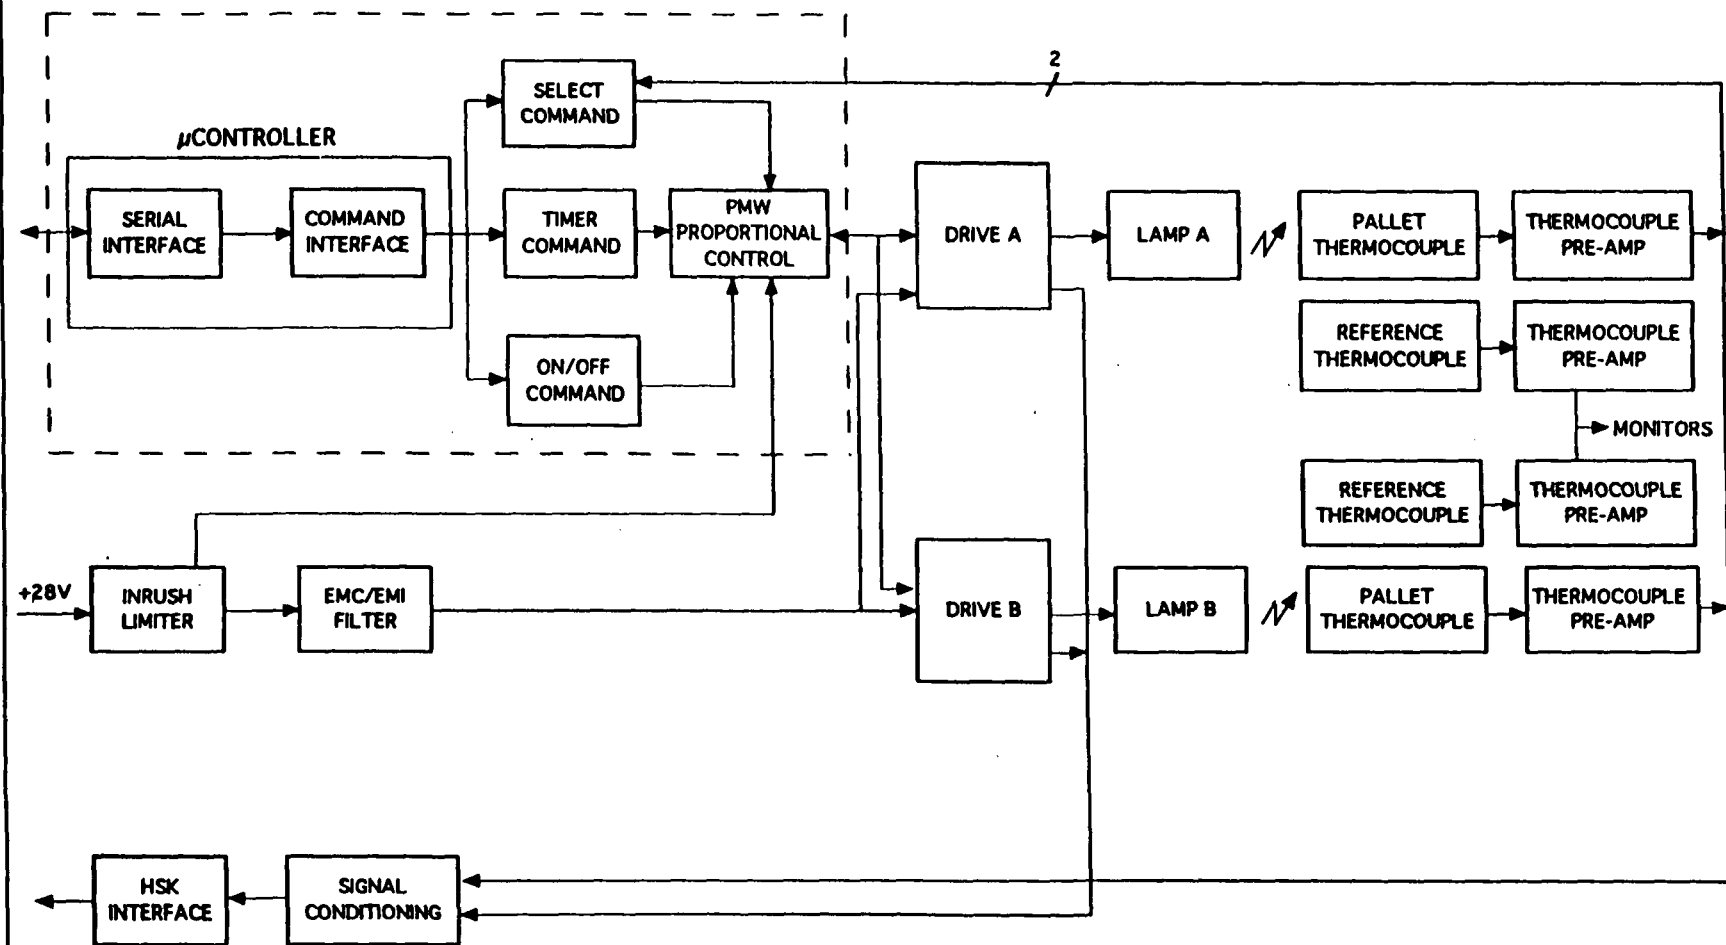 2
SELECT
COMMAND
µCONTROLLER
SERIAL
INTERFACE
COMMAND
INTERFACE
TIMER
COMMAND
PMW
PROPORTIONAL
CONTROL
DRIVE A
LAMP A
PALLET
THERMOCOUPLE
THERMOCOUPLE
PRE-AMP
REFERENCE
THERMOCOUPLE
THERMOCOUPLE
PRE-AMP
ON/OFF
COMMAND
MONITORS
REFERENCE
THERMOCOUPLE
THERMOCOUPLE
PRE-AMP
+28V
INRUSH
LIMITER
EMC/EMI
FILTER
DRIVE B
LAMP B
PALLET
THERMOCOUPLE
THERMOCOUPLE
PRE-AMP
HSK
INTERFACE
SIGNAL
CONDITIONING